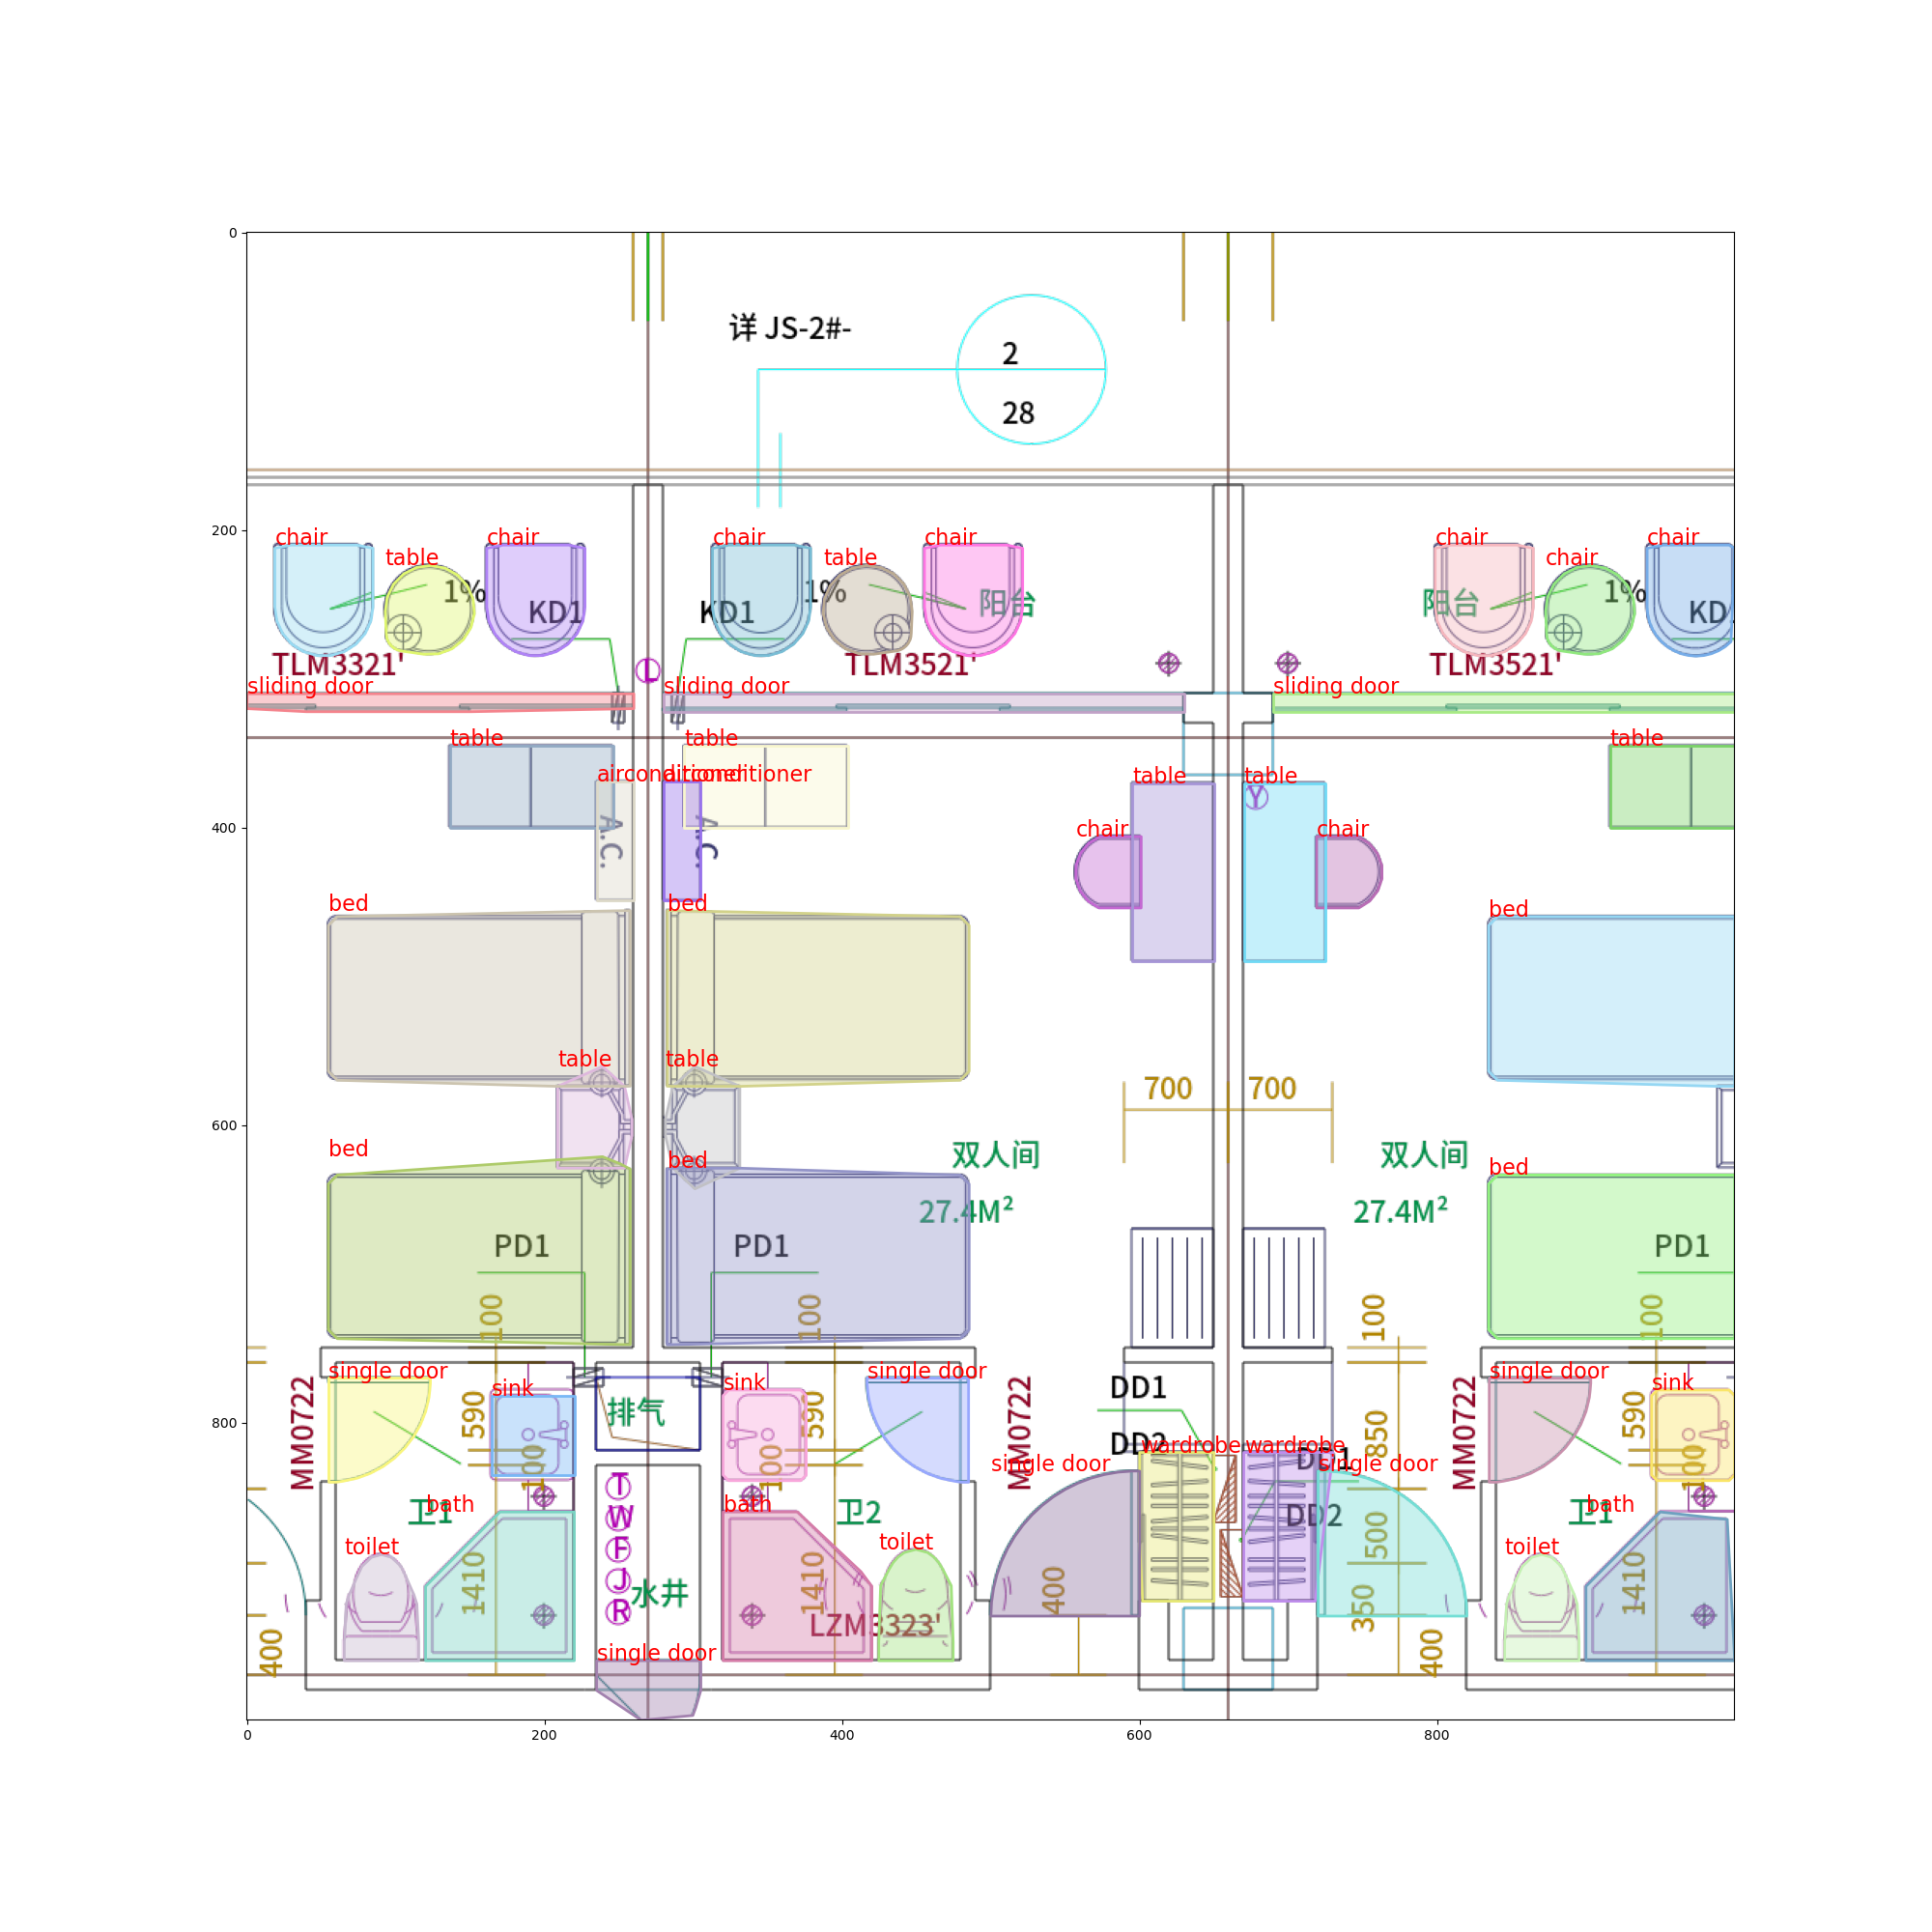 0
详 JS-2#-
2
28
200
chair
chair
chair
chair
chair
chair
table
table
chair
1%
1%
1%
KD1
KD1
阳台
阳台
KD
TLM3321'
L
TLM3521'
TLM3521'
sliding door
sliding door
sliding door
table
table
table
airconditioner
airconditioner
table
table
Y
400
A.C.
A.C.
chair
chair
bed
bed
bed
table
table
700
700
600
bed
bed
bed
双人间
双人间
27.4M²
27.4M²
PD1
PD1
PD1
100
100
100
100
single door
single door
single door
MM0722
sink
sink
MM0722
DD1
MM0722
sink
排气
590
590
850
590
800
DD2
wardrobe
wardrobe
DD1
100
100
100
single door
single door
T
W
F
J
R
DD2
卫1
bath
bath
卫2
卫1
bath
toilet
toilet
toilet
500
1410
1410
1410
水井
LZM3323'
400
350
400
400
single door
0
200
400
600
800